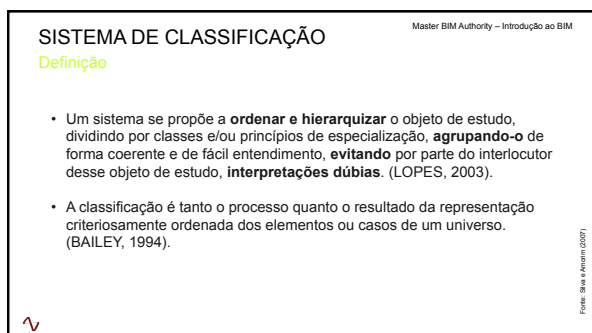 Master BIM Authority – Introdução ao BIM
SISTEMA DE CLASSIFICAÇÃO
Definição
• Um sistema se propõe a ordenar e hierarquizar o objeto de estudo,
dividindo por classes e/ou princípios de especialização, agrupando-o de
forma coerente e de fácil entendimento, evitando por parte do interlocutor
desse objeto de estudo, interpretações dúbias. (LOPES, 2003).
• A classificação é tanto o processo quanto o resultado da representação
criteriosamente ordenada dos elementos ou casos de um universo.
(BAILEY, 1994).
Fonte: Silva e Amorim (2007)